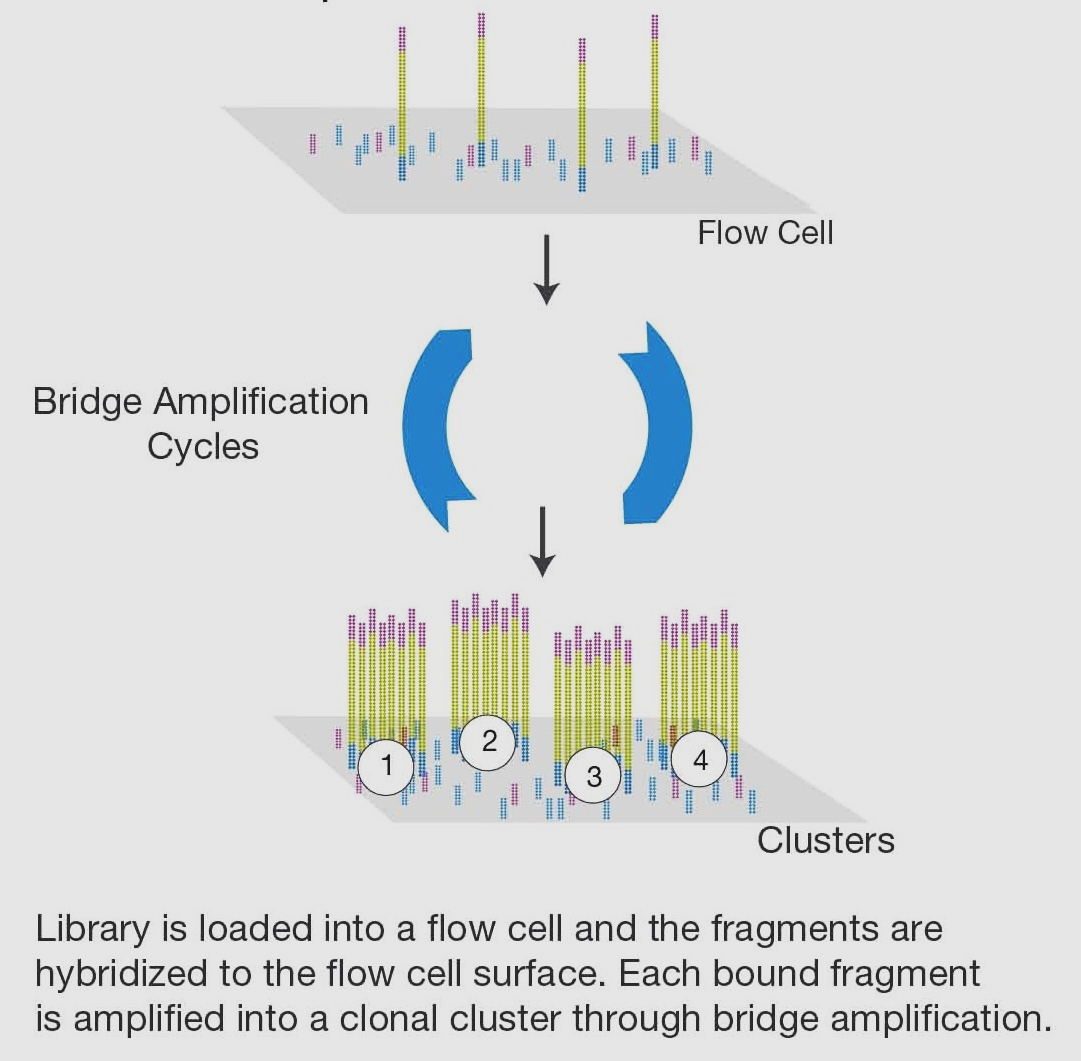 Flow Cell
Bridge Amplification
Cycles
1
2
3
4
Clusters
Library is loaded into a flow cell and the fragments are
hybridized to the flow cell surface. Each bound fragment
is amplified into a clonal cluster through bridge amplification.